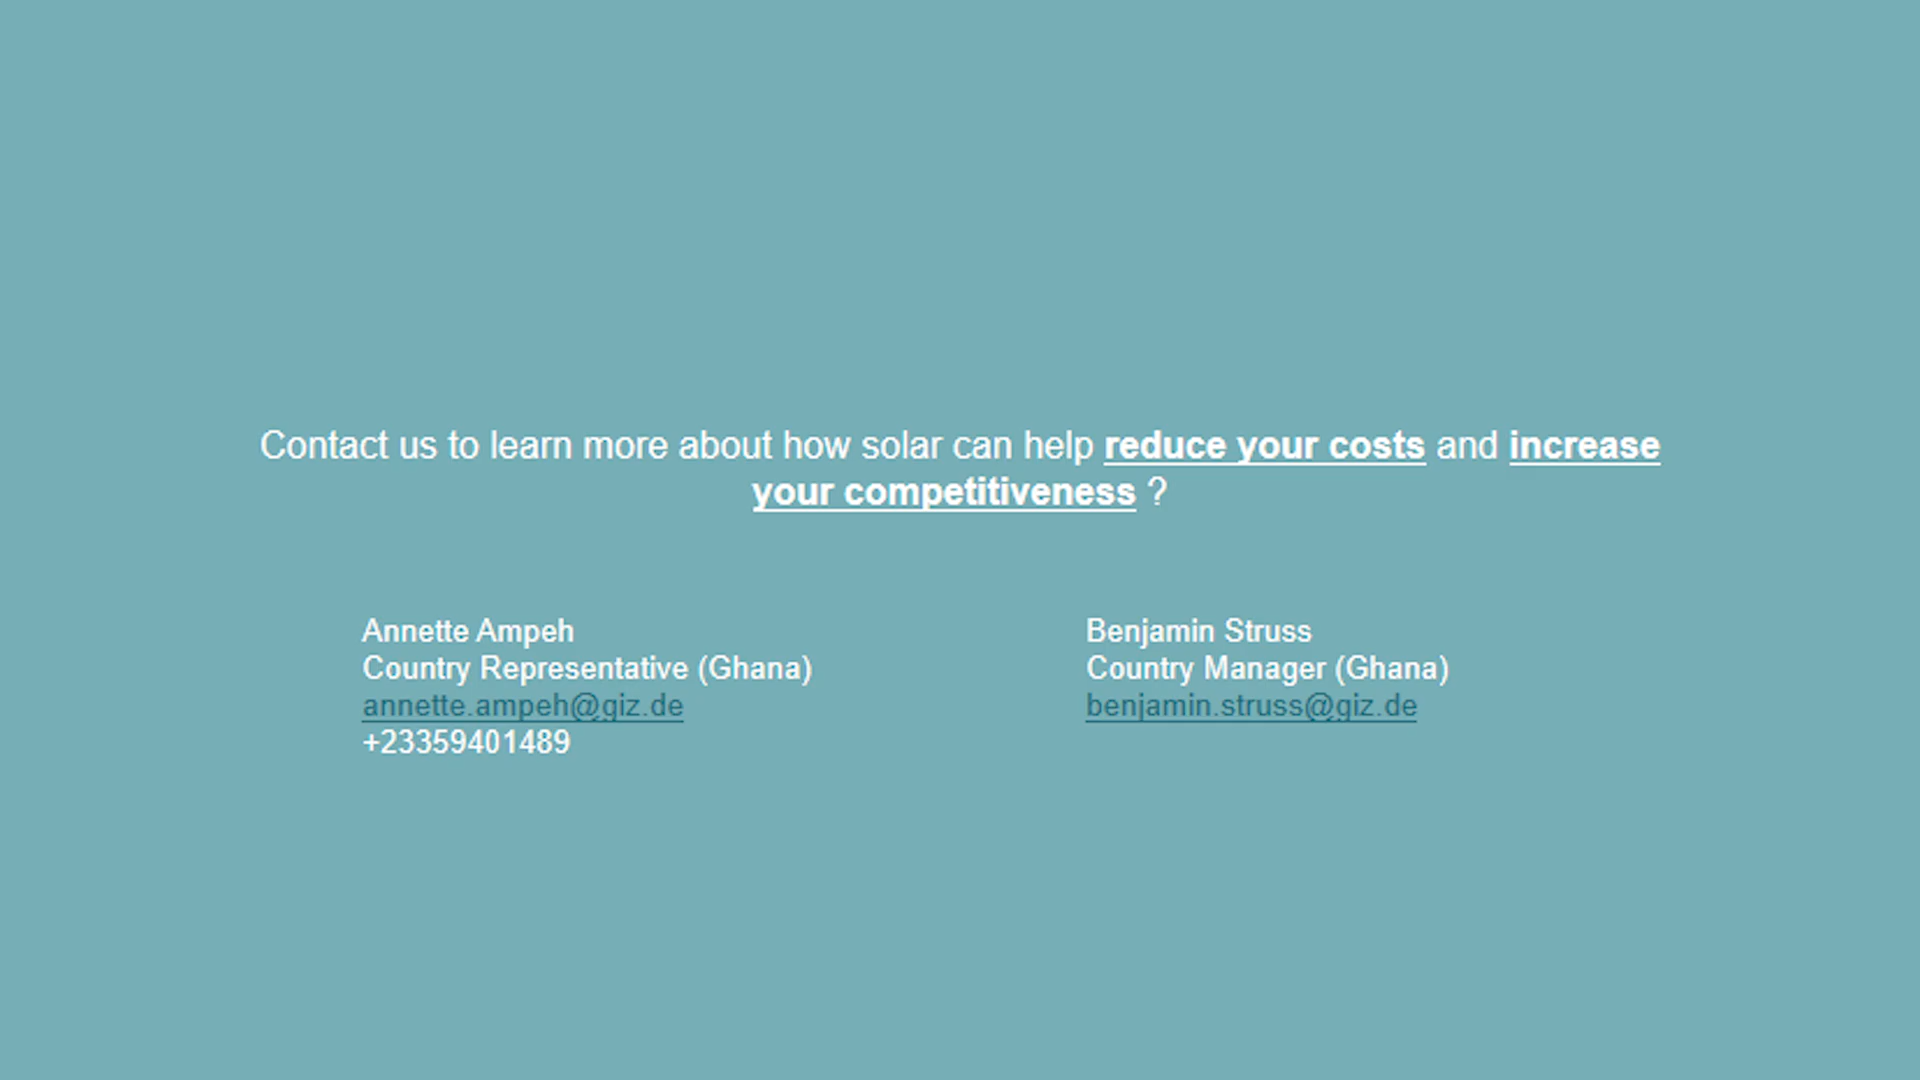 Contact us to learn more about how solar can help reduce your costs and increase
your competitiveness ?
Annette Ampeh
Country Representative (Ghana)
annette.ampeh@giz.de
+23359401489
Benjamin Struss
Country Manager (Ghana)
benjamin.struss@giz.de